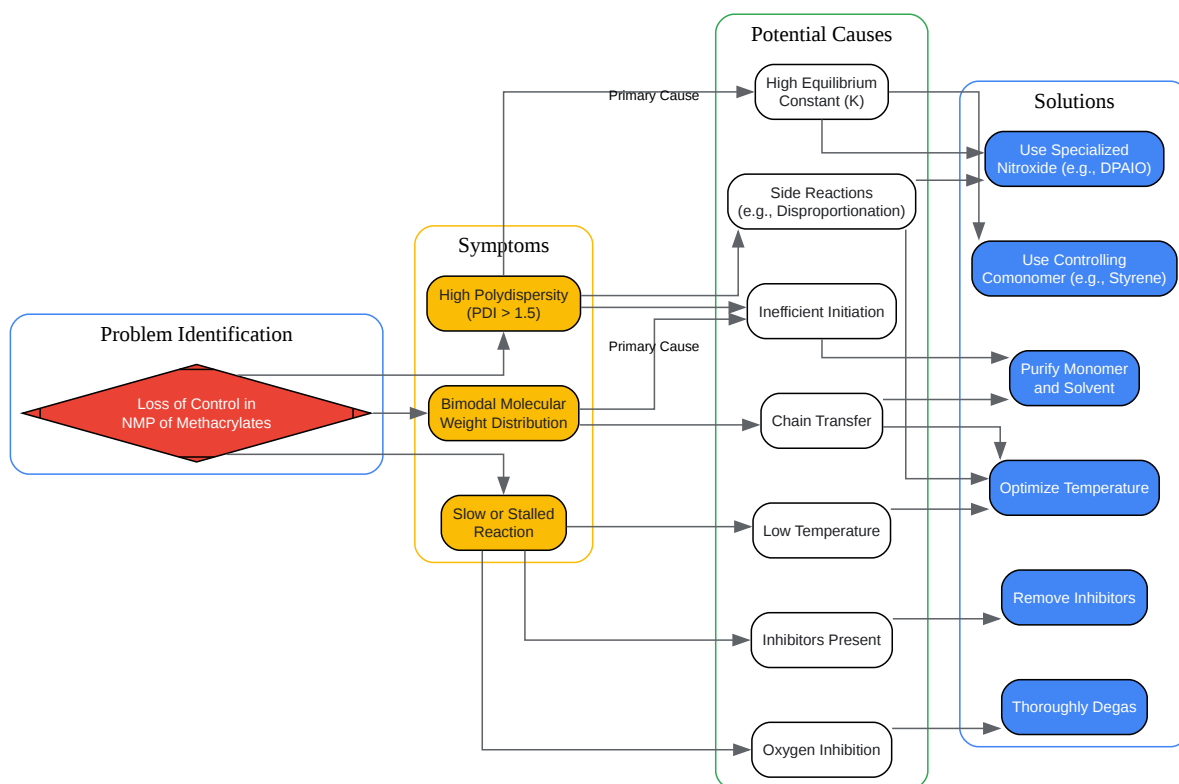 Problem Identification
Loss of Control in
NMP of Methacrylates
Symptoms
High Polydispersity
(PDI > 1.5)
Bimodal Molecular
Weight Distribution
Slow or Stalled
Reaction
Primary Cause
Primary Cause
Potential Causes
High Equilibrium
Constant (K)
Side Reactions
(e.g., Disproportionation)
Inefficient Initiation
Chain Transfer
Low Temperature
Inhibitors Present
Oxygen Inhibition
Solutions
Use Specialized
Nitroxide (e.g., DPAIO)
Use Controlling
Comonomer (e.g., Styrene)
Purify Monomer
and Solvent
Optimize Temperature
Remove Inhibitors
Thoroughly Degas